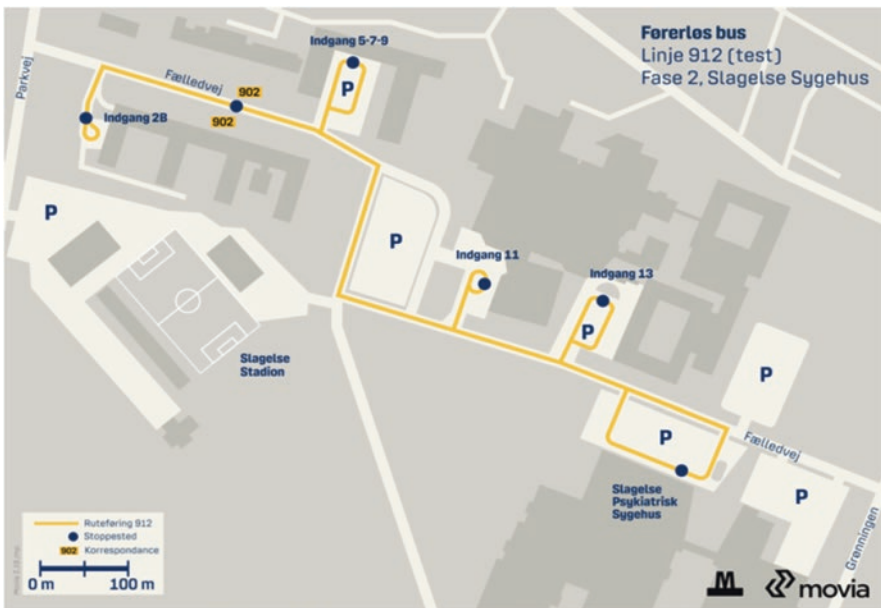 Førerløs bus
Linje 912 (test)
Fase 2, Slagelse Sygehus
Parkvej
Fælledvej
902
902
Indgang 5-7-9
P
Indgang 2B
P
P
Indgang 11
Indgang 13
P
Slagelse
Stadion
P
P
Fælledvej
Slagelse
Psykiatrisk
Sygehus
P
Grønningen
Ruteføring 912
Stoppested
902 Korrespondance
0 m 100 m
M
movia